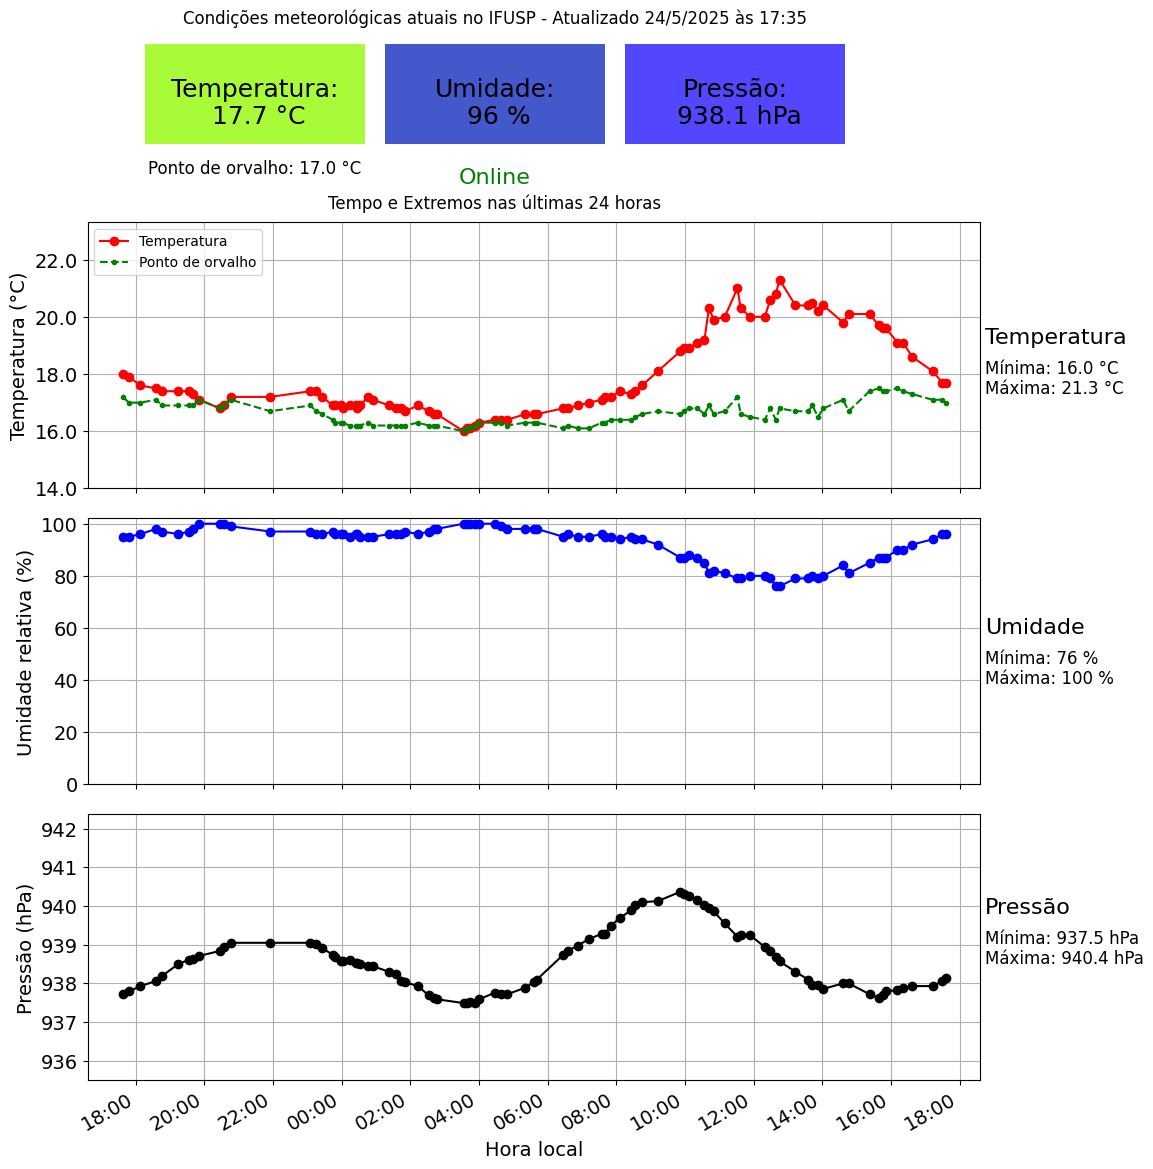 Condições meteorológicas atuais no IFUSP - Atualizado 24/5/2025 às 17:35
Temperatura:
17.7 °C
Umidade:
96 %
Pressão:
938.1 hPa
Ponto de orvalho: 17.0 °C
Online
Tempo e Extremos nas últimas 24 horas
Temperatura (°C)
22.0
20.0
18.0
16.0
14.0
Temperatura
Ponto de orvalho
Temperatura
Mínima: 16.0 °C
Máxima: 21.3 °C
Umidade relativa (%)
100
80
60
40
20
0
Umidade
Mínima: 76 %
Máxima: 100 %
Pressão (hPa)
942
941
940
939
938
937
936
Pressão
Mínima: 937.5 hPa
Máxima: 940.4 hPa
18:00
20:00
22:00
00:00
02:00
04:00
06:00
08:00
10:00
12:00
14:00
16:00
18:00
Hora local